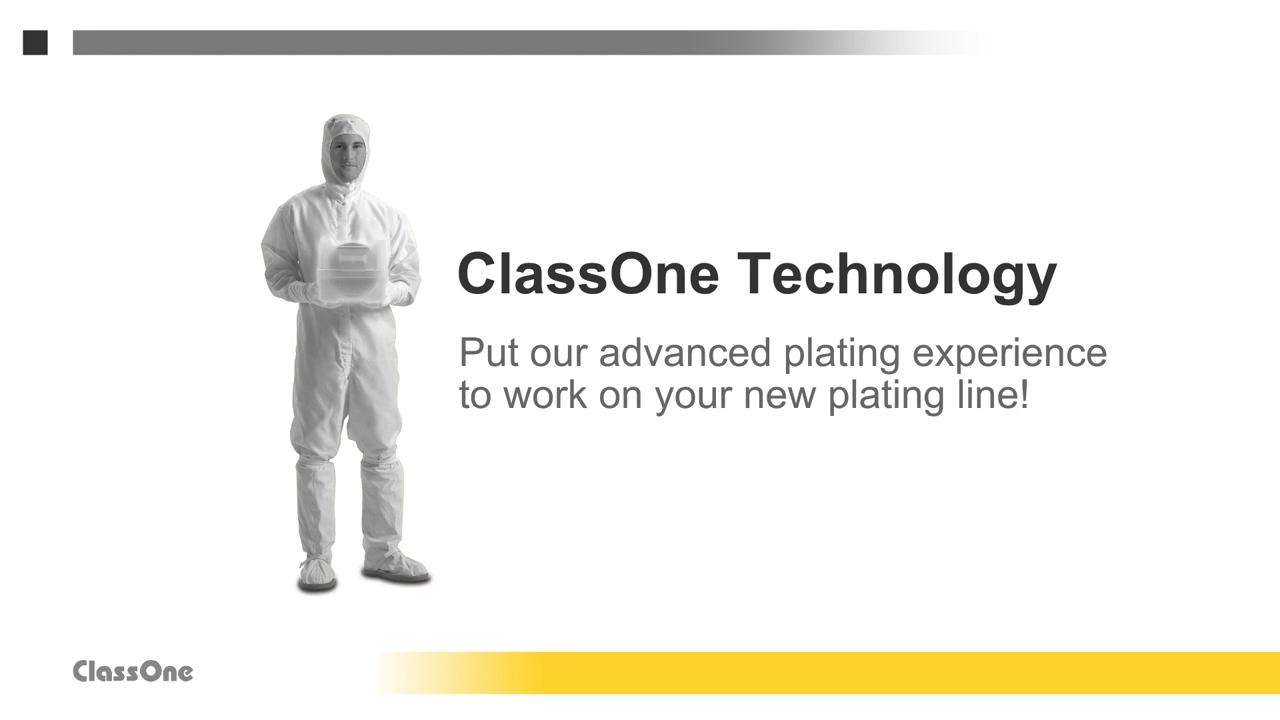 ClassOne Technology
Put our advanced plating experience
to work on your new plating line!
ClassOne